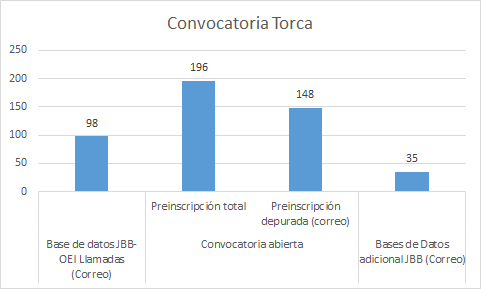 Convocatoria Torca
250
200
150
100
50
0
98
196
148
35
Preinscripción total
Preinscripción
depurada (correo)
Base de datos JBB-
OEI Llamadas
(Correo)
Convocatoria abierta
Bases de Datos
adicional JBB (Correo)